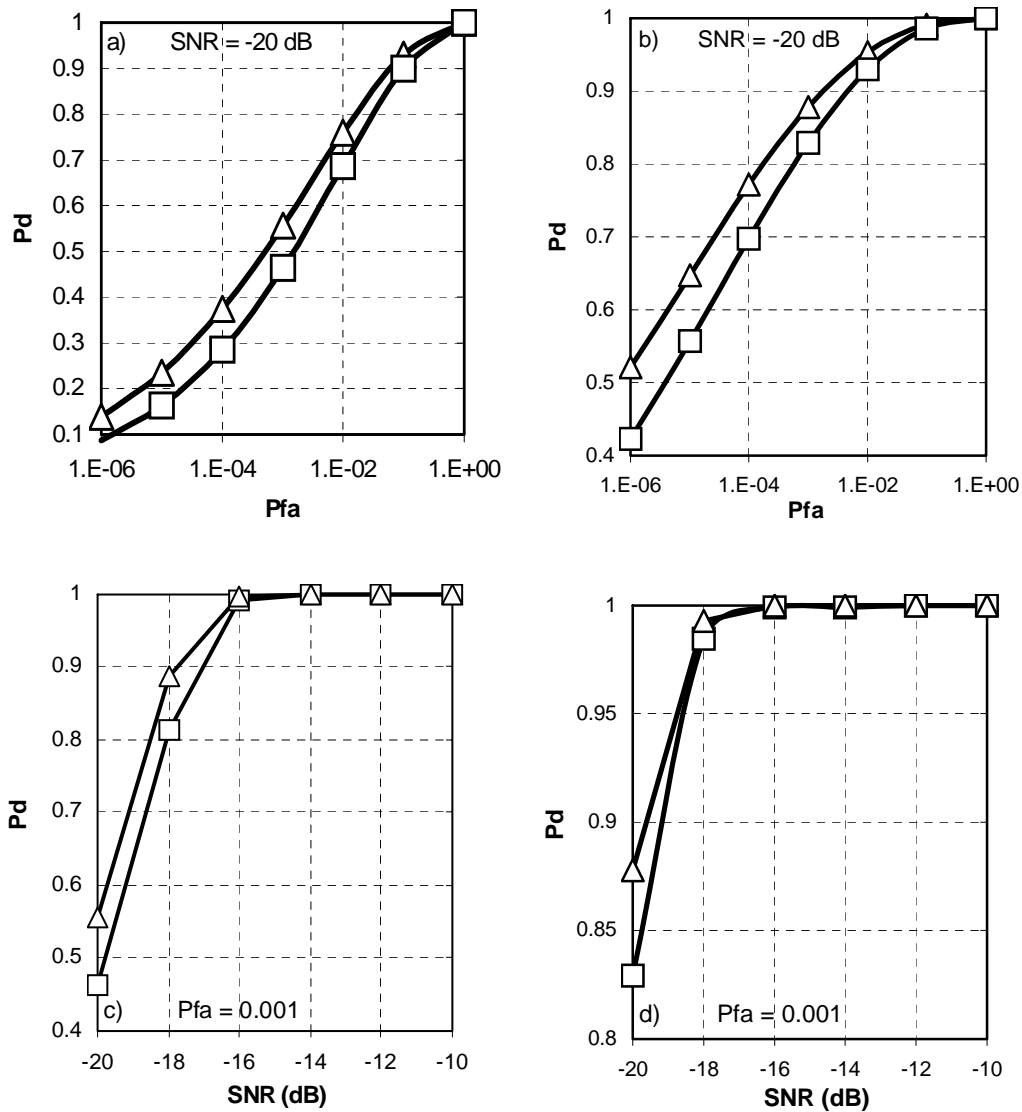 a) SNR = -20 dB
1
0.9
0.8
0.7
0.6
0.5
0.4
0.3
0.2
0.1
Pd
1.E-06 1.E-04 1.E-02 1.E+00
Pfa
b) SNR = -20 dB
1
0.9
0.8
0.7
0.6
0.5
0.4
Pd
1.E-06 1.E-04 1.E-02 1.E+00
Pfa
1
0.9
0.8
0.7
0.6
0.5
0.4
Pd
c) Pfa = 0.001
-20 -18 -16 -14 -12 -10
SNR (dB)
1
0.95
0.9
0.85
0.8
Pd
d) Pfa = 0.001
-20 -18 -16 -14 -12 -10
SNR (dB)